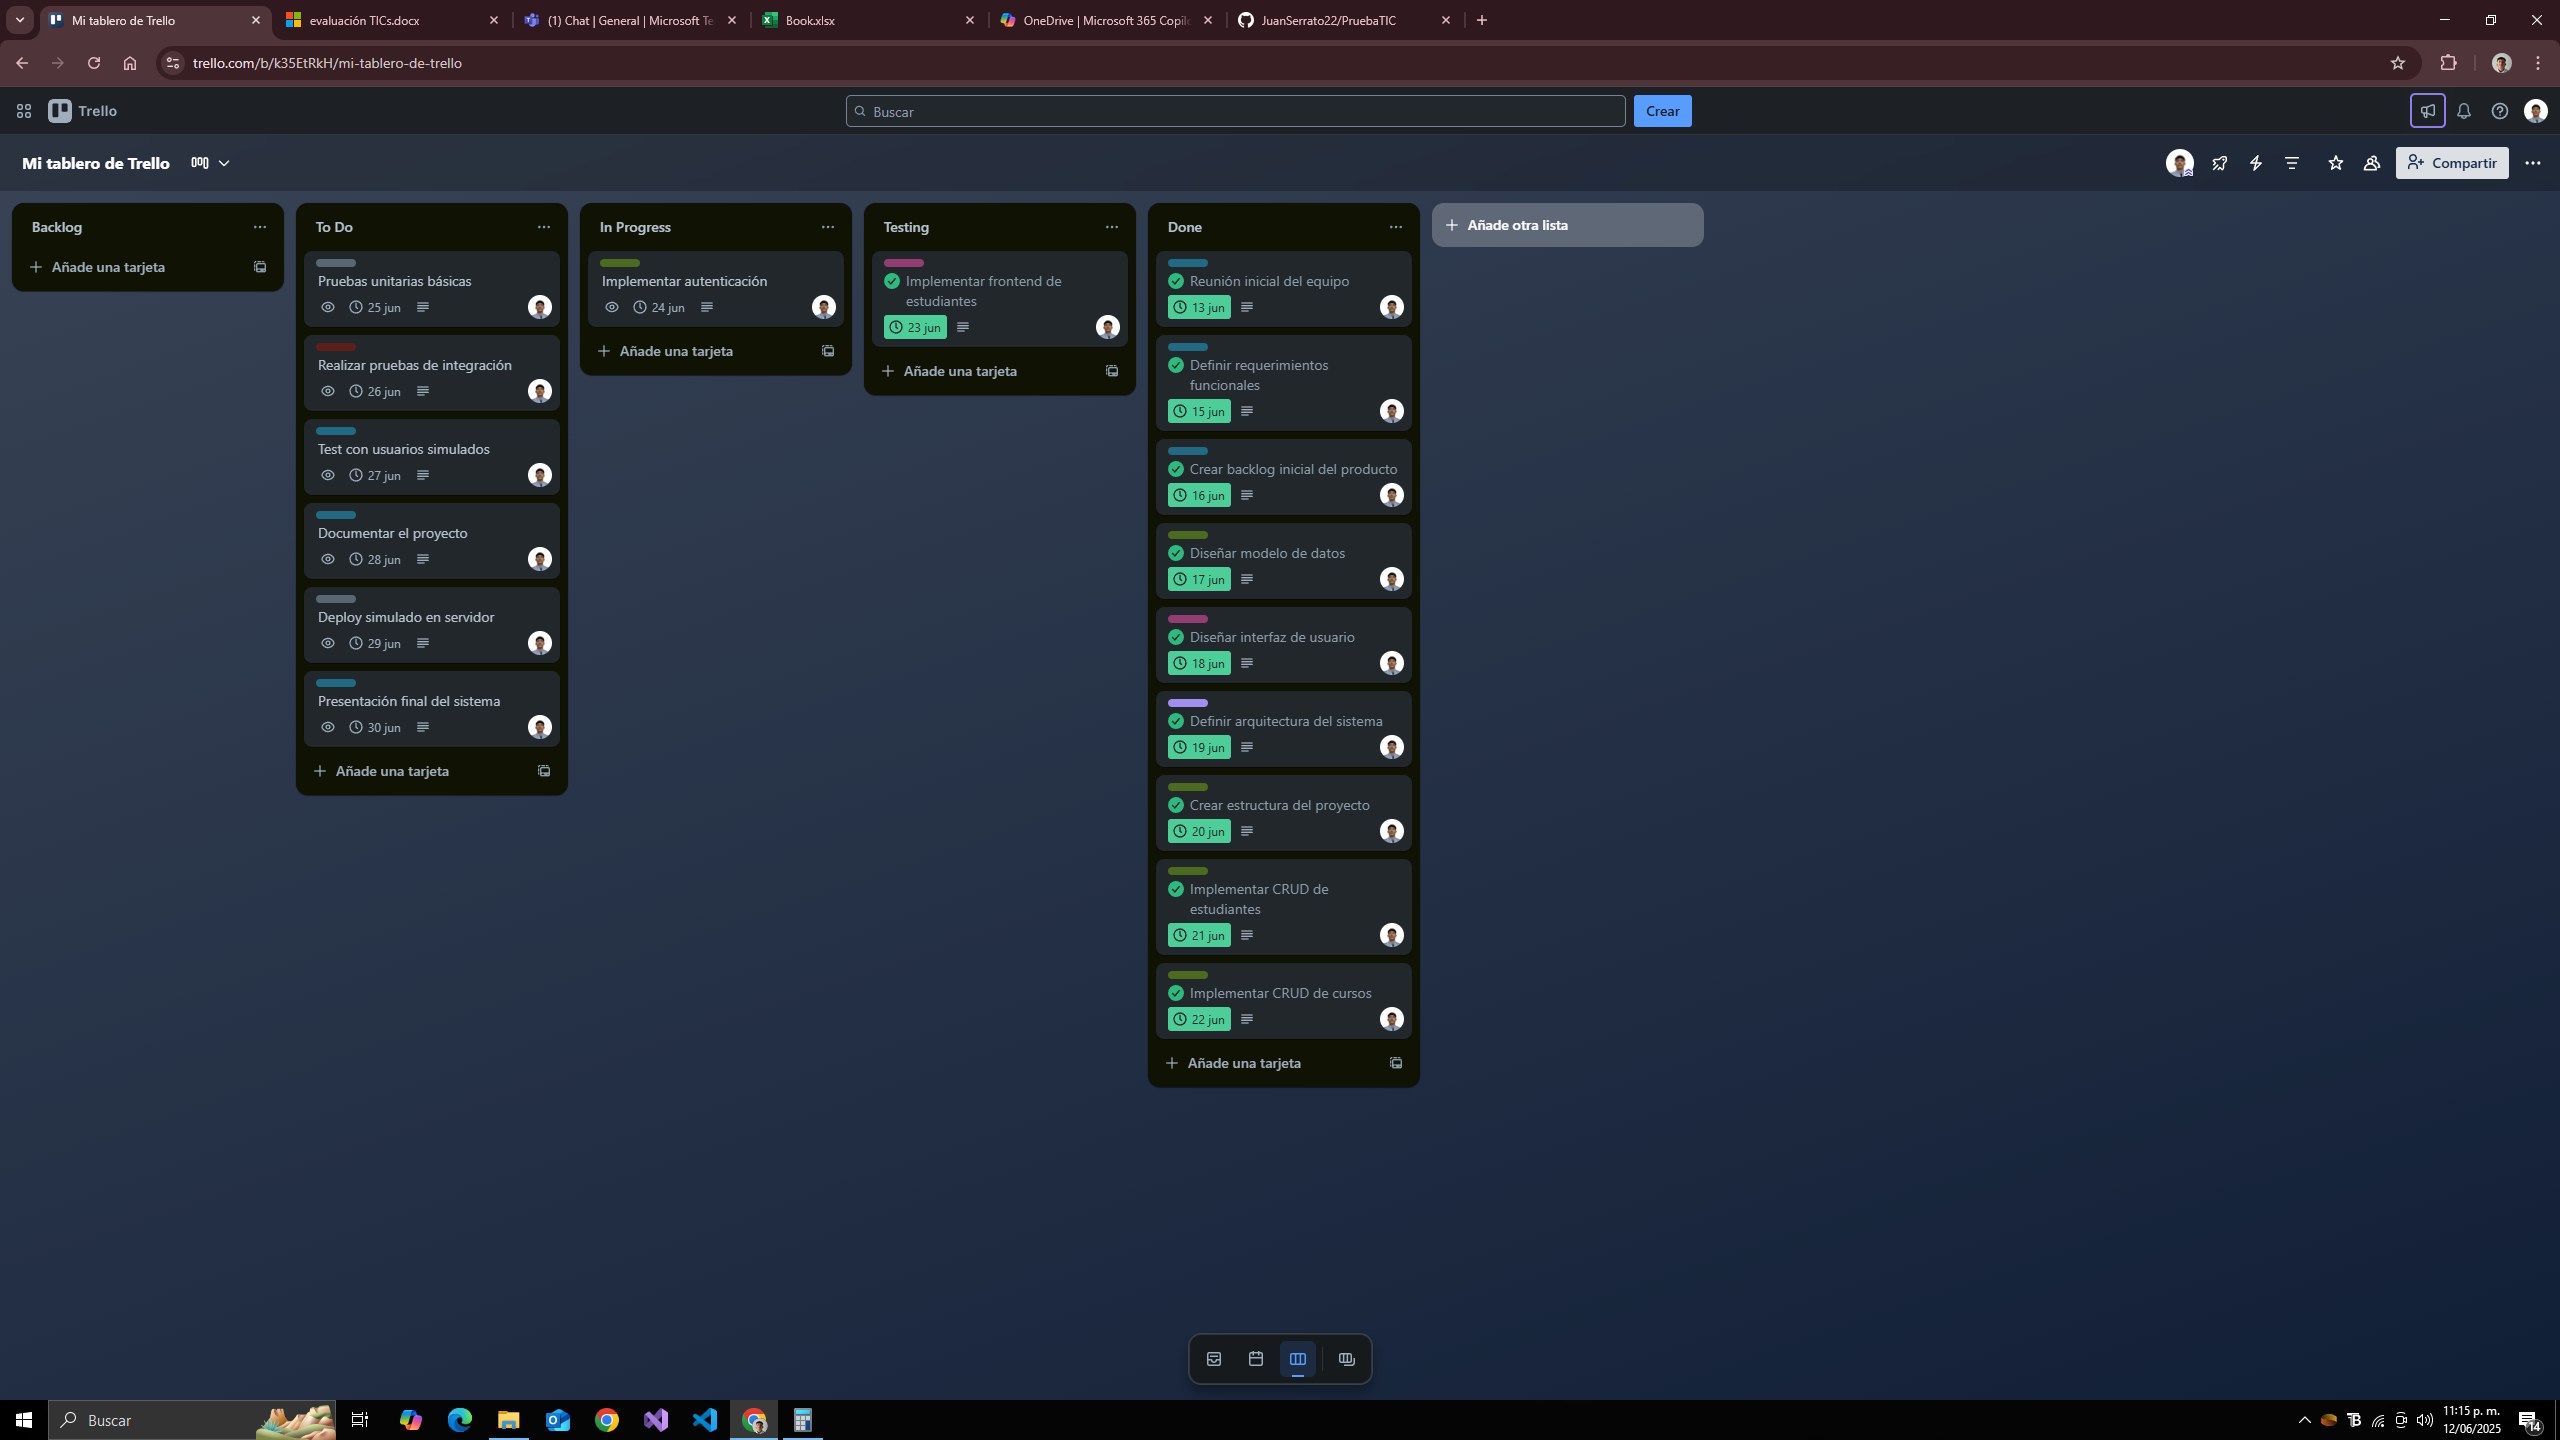 Mi tablero de Trello
evaluación TICs.docx
(1) Chat | General | Microsoft Te
Book.xlsx
OneDrive | Microsoft 365 Copilo
JuanSerrato22/PruebaTIC
trello.com/b/k35EtRkH/mi-tablero-de-trello
Trello
Buscar
Crear
Mi tablero de Trello
Compartir
Backlog
Añade una tarjeta
To Do
Pruebas unitarias básicas
25 jun
Realizar pruebas de integración
26 jun
Test con usuarios simulados
27 jun
Documentar el proyecto
28 jun
Deploy simulado en servidor
29 jun
Presentación final del sistema
30 jun
Añade una tarjeta
In Progress
Implementar autenticación
24 jun
Añade una tarjeta
Testing
Implementar frontend de
estudiantes
23 jun
Añade una tarjeta
Done
Reunión inicial del equipo
13 jun
Definir requerimientos
funcionales
15 jun
Crear backlog inicial del producto
16 jun
Diseñar modelo de datos
17 jun
Diseñar interfaz de usuario
18 jun
Definir arquitectura del sistema
19 jun
Crear estructura del proyecto
20 jun
Implementar CRUD de
estudiantes
21 jun
Implementar CRUD de cursos
22 jun
Añade una tarjeta
Añade otra lista
Buscar
11:15 p. m.
12/06/2025
14